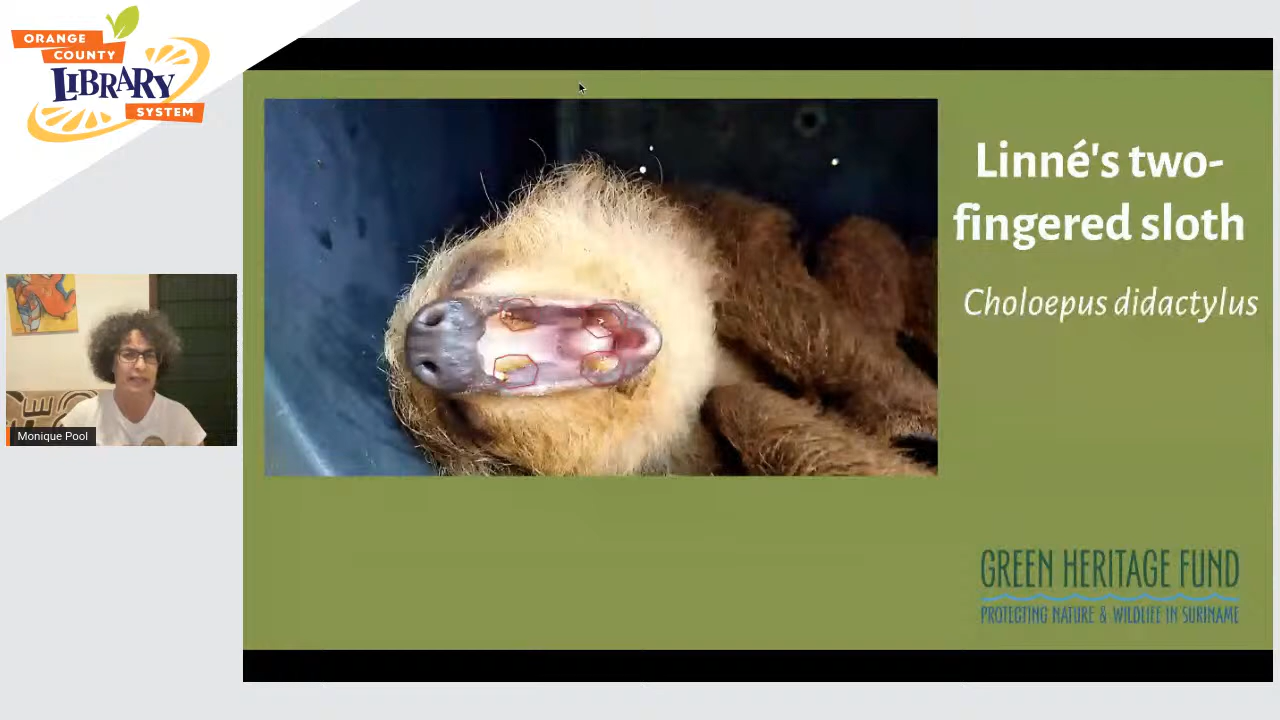 ORANGE
COUNTY
LIBRARY
SYSTEM
Linné's two-
fingered sloth
Choloepus didactylus
Monique Pool
GREEN HERITAGE FUND
PROTECTING NATURE & WILDLIFE IN SURINAME